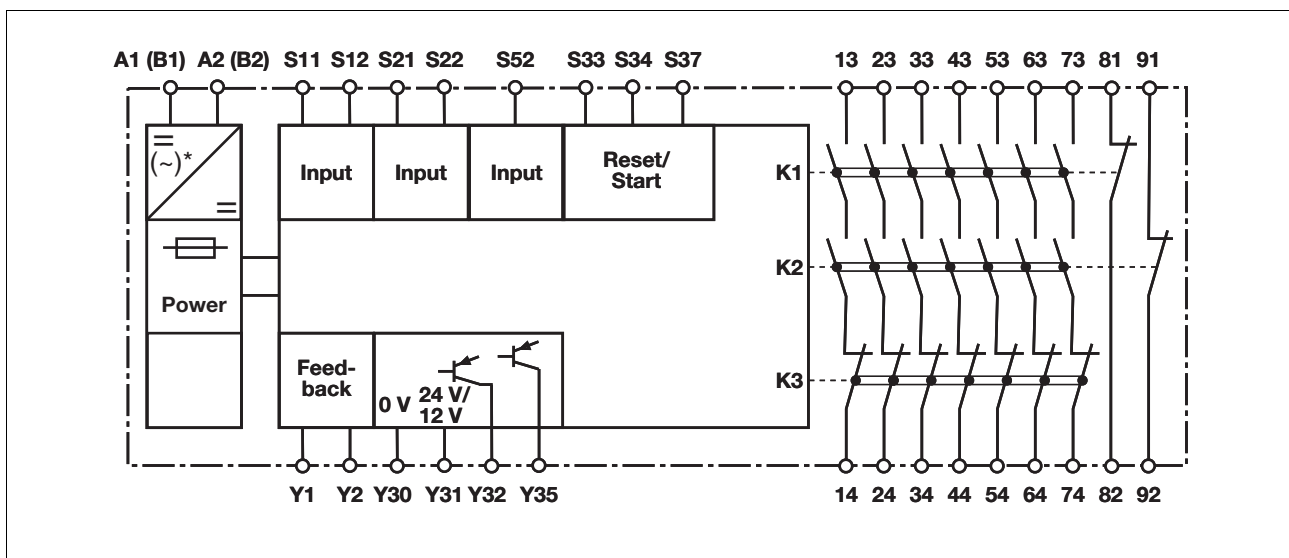 A1 (B1) A2 (B2) S11 S12 S21 S22 S52 S33 S34 S37 13 23 33 43 53 63 73 81 91
(~)*
Input Input Input Reset/
Start
K1
K2
Power
Feed-
back
0 V 24 V/
12 V
K3
Y1 Y2 Y30 Y31 Y32 Y35 14 24 34 44 54 64 74 82 92